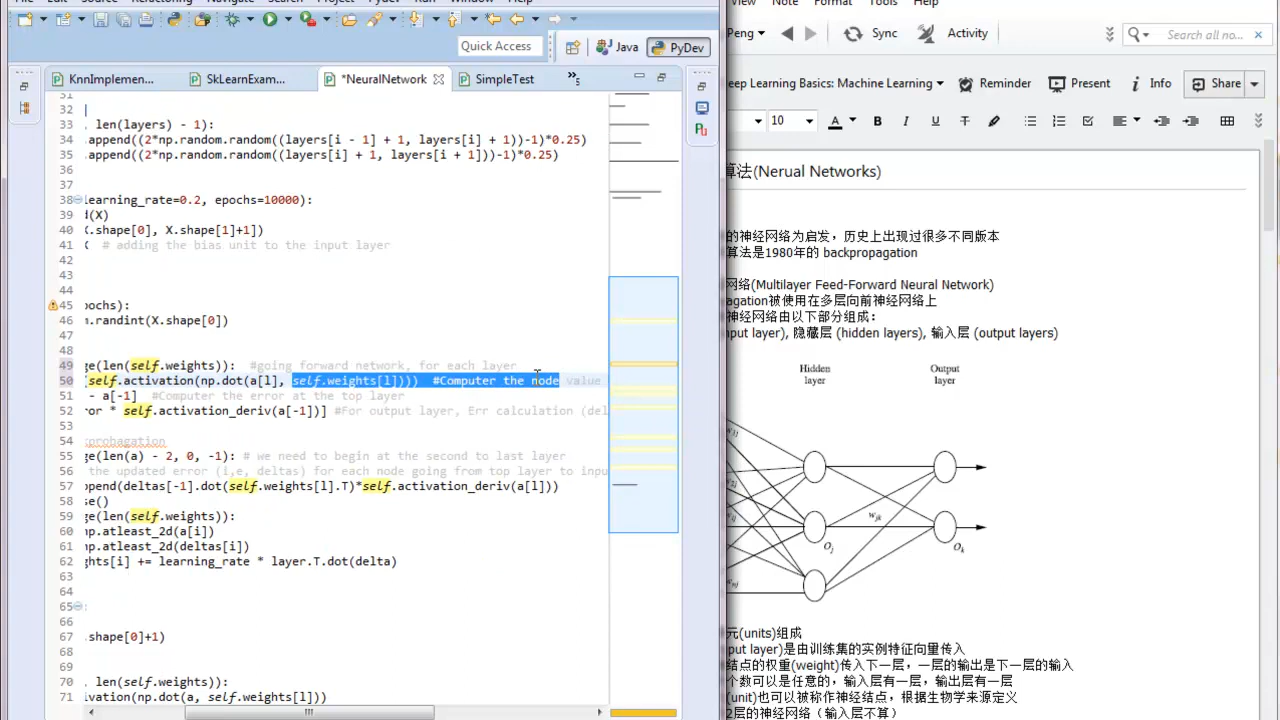 Quick Access
Java
PyDev
KnnImplemen...
SkLearnExam...
*NeuralNetwork
SimpleTest
»5
31
32
33 , len(layers) - 1):
34 .append((2*np.random.random((layers[i - 1] + 1, layers[i] + 1))-1)*0.25)
35 .append((2*np.random.random((layers[i] + 1, layers[i + 1]))-1)*0.25)
36
37
38 learning_rate=0.2, epochs=10000):
39 d(X)
40 X.shape[0], X.shape[1]+1])
41 X # adding the bias unit to the input layer
42
43
44
45 pochs):
46 m.randint(X.shape[0])
47
48
49 ge(len(self.weights)): #going forward network, for each layer
50 self.activation(np.dot(a[l], self.weights[l]))) #Computer the node value
51 - a[-1] #Computer the error at the top layer
52 ror * self.activation_deriv(a[-1])] #For output layer, Err calculation (del
53
54 kprobagation
55 ge(len(a) - 2, 0, -1): # we need to begin at the second to last layer
56 the updated error (i,e, deltas) for each node going from top layer to input
57 ppend(deltas[-1].dot(self.weights[l].T)*self.activation_deriv(a[l]))
58 se()
59 ge(len(self.weights)):
60 np.atleast_2d(a[i])
61 np.atleast_2d(deltas[i])
62 ghts[i] += learning_rate * layer.T.dot(delta)
63
64
65 :
66
67 .shape[0]+1)
68
69
70 , len(self.weights)):
71 ivation(np.dot(a, self.weights[l]))
View Note Format Tools Help
Peng
Sync
Activity
Search all no...
eep Learning Basics: Machine Learning
Reminder
Present
Info
Share
10
A
B
I
U
T
算法(Nerual Networks)
的神经网络为启发，历史上出现过很多不同版本
算法是1980年的 backpropagation
网络(Multilayer Feed-Forward Neural Network)
agation被使用在多层向前神经网络上
神经网络由以下部分组成：
nput layer), 隐藏层 (hidden layers), 输入层 (output layers)
Hidden layer
Output layer
w1j
w2j
wij
wnj
wjk
Oj
Ok
元(units)组成
put layer)是由训练集的实例特征向量传入
结点的权重(weight)传入下一层，一层的输出是下一层的输入
个数可以是任意的，输入层有一层，输出层有一层
(unit)也可以被称作神经结点，根据生物学来源定义
2层的神经网络（输入层不算）